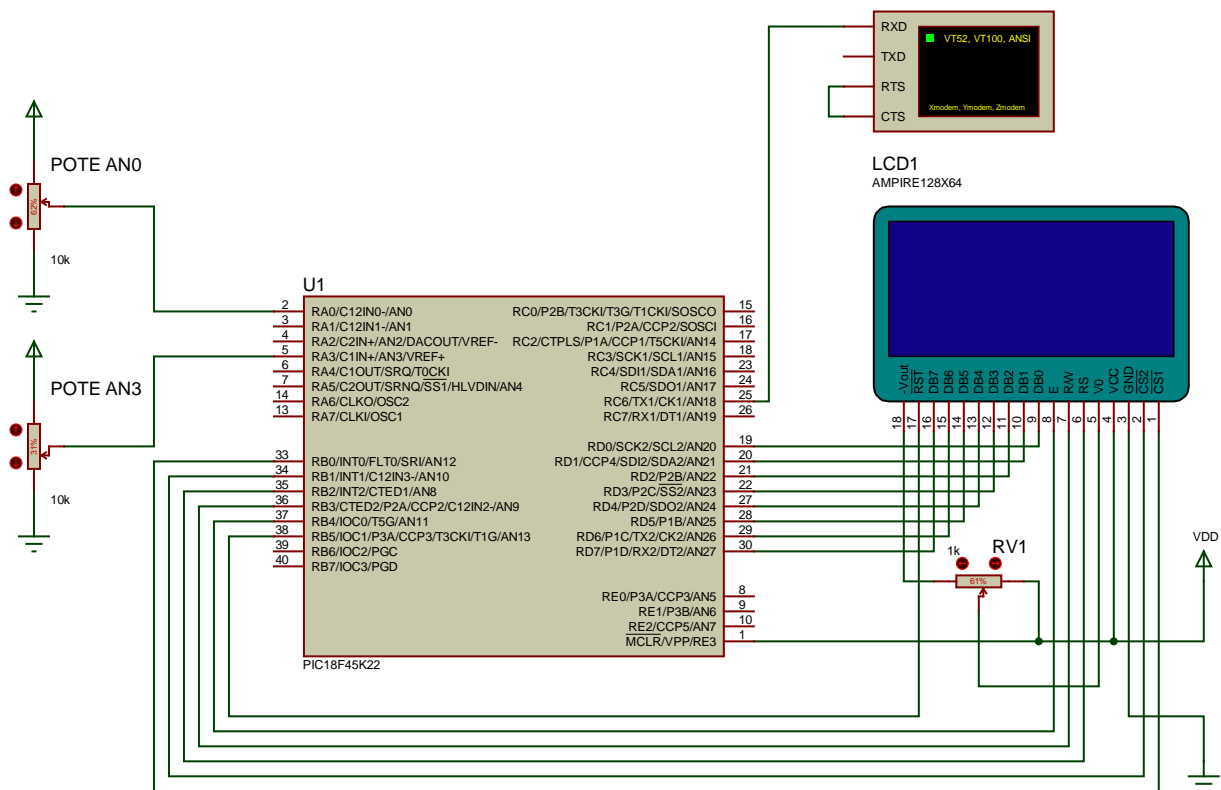 RXD
TXD
RTS
CTS
VT52, VT100, ANSI
Xmodem, Ymodem, Zmodem
LCD1
AMPIRE128X64
-Vout
RST
DB7
DB6
DB5
DB4
DB3
DB2
DB1
DB0
E
R/W
RS
V0
VCC
GND
CS2
CS1
18
17
16
15
14
13
12
11
10
9
8
7
6
5
4
3
2
1
POTE AN0
62%
10k
POTE AN3
31%
10k
U1
2 RA0/C12IN0-/AN0
3 RA1/C12IN1-/AN1
4 RA2/C2IN+/AN2/DACOUT/VREF-
5 RA3/C1IN+/AN3/VREF+
6 RA4/C1OUT/SRQ/T0CKI
7 RA5/C2OUT/SRNQ/SS1/HLVDIN/AN4
14 RA6/CLKO/OSC2
13 RA7/CLKI/OSC1
33 RB0/INT0/FLT0/SRI/AN12
34 RB1/INT1/C12IN3-/AN10
35 RB2/INT2/CTED1/AN8
36 RB3/CTED2/P2A/CCP2/C12IN2-/AN9
37 RB4/IOC0/T5G/AN11
38 RB5/IOC1/P3A/CCP3/T3CKI/T1G/AN13
39 RB6/IOC2/PGC
40 RB7/IOC3/PGD
RC0/P2B/T3CKI/T3G/T1CKI/SOSCO 15
RC1/P2A/CCP2/SOSCI 16
RC2/CTPLS/P1A/CCP1/T5CKI/AN14 17
RC3/SCK1/SCL1/AN15 18
RC4/SDI1/SDA1/AN16 23
RC5/SDO1/AN17 24
RC6/TX1/CK1/AN18 25
RC7/RX1/DT1/AN19 26
RD0/SCK2/SCL2/AN20 19
RD1/CCP4/SDI2/SDA2/AN21 20
RD2/P2B/AN22 21
RD3/P2C/SS2/AN23 22
RD4/P2D/SDO2/AN24 27
RD5/P1B/AN25 28
RD6/P1C/TX2/CK2/AN26 29
RD7/P1D/RX2/DT2/AN27 30
RE0/P3A/CCP3/AN5 8
RE1/P3B/AN6 9
RE2/CCP5/AN7 10
MCLR/VPP/RE3 1
PIC18F45K22
1k
RV1
61%
VDD